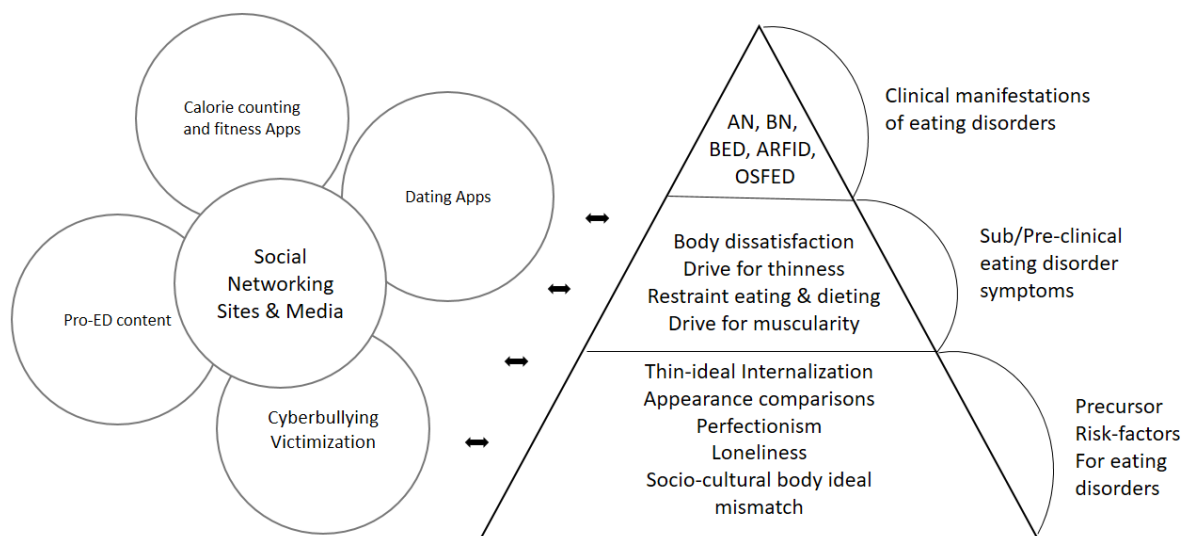 Calorie counting
and fitness Apps
Dating Apps
Social
Networking
Sites & Media
Pro-ED content
Cyberbullying
Victimization
AN, BN,
BED, ARFID,
OSFED
Clinical manifestations
of eating disorders
Body dissatisfaction
Drive for thinness
Restraint eating & dieting
Drive for muscularity
Sub/Pre-clinical
eating disorder
symptoms
Thin-ideal Internalization
Appearance comparisons
Perfectionism
Loneliness
Socio-cultural body ideal
mismatch
Precursor
Risk-factors
For eating
disorders